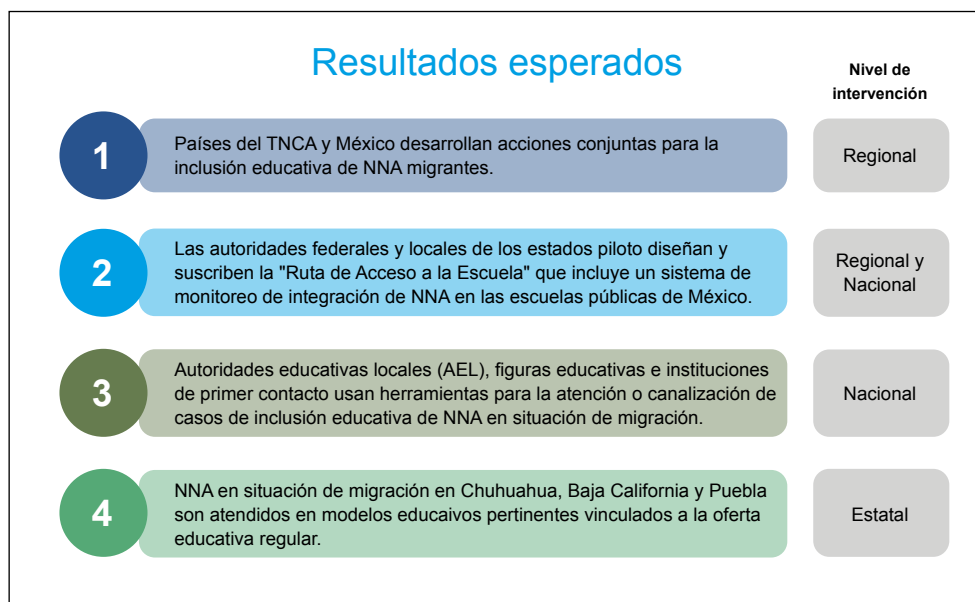 Resultados esperados
Nivel de
intervención
1
Países del TNCA y México desarrollan acciones conjuntas para la
inclusión educativa de NNA migrantes.
Regional
2
Las autoridades federales y locales de los estados piloto diseñan y
suscriben la "Ruta de Acceso a la Escuela" que incluye un sistema de
monitoreo de integración de NNA en las escuelas públicas de México.
Regional y
Nacional
3
Autoridades educativas locales (AEL), figuras educativas e instituciones
de primer contacto usan herramientas para la atención o canalización de
casos de inclusión educativa de NNA en situación de migración.
Nacional
4
NNA en situación de migración en Chuhuahua, Baja California y Puebla
son atendidos en modelos educaivos pertinentes vinculados a la oferta
educativa regular.
Estatal